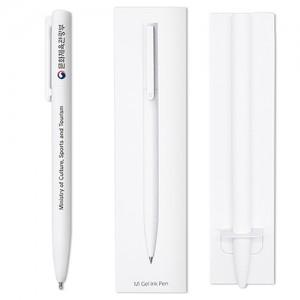 문화체육관광부
Ministry of Culture, Sports and Tourism
Mi Gel Ink Pen